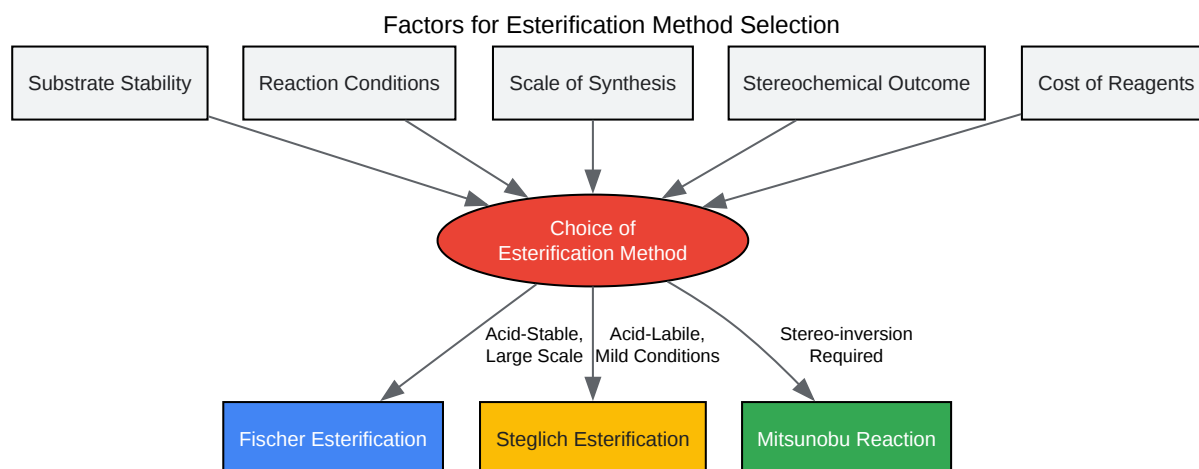 Factors for Esterification Method Selection
Substrate Stability
Reaction Conditions
Scale of Synthesis
Stereochemical Outcome
Cost of Reagents
Choice of
Esterification Method
Acid-Stable,
Large Scale
Acid-Labile,
Mild Conditions
Stereo-inversion
Required
Fischer Esterification
Steglich Esterification
Mitsunobu Reaction